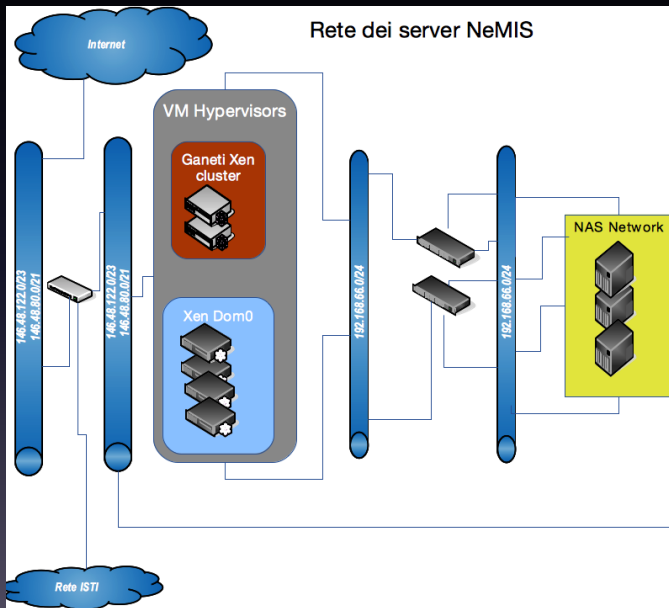 Rete dei server NeMIS
Internet
VM Hypervisors
Ganeti Xen
cluster
NAS Network
146.48.122.0/23
146.48.80.0/21
146.48.122.0/23
146.48.80.0/21
192.168.66.0/24
192.168.66.0/24
Xen Dom0
Rete ISTI